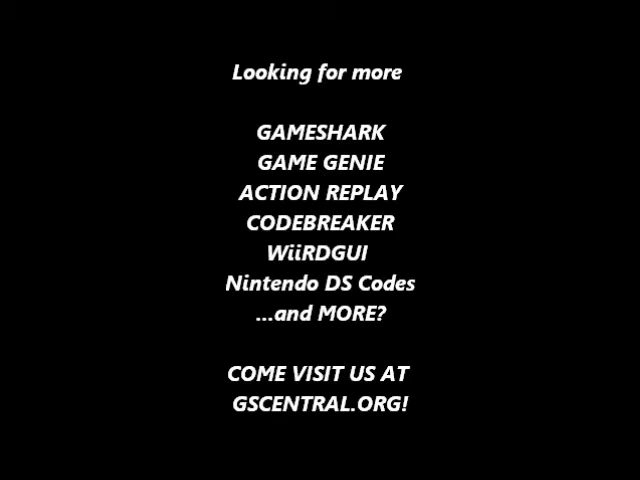 Looking for more
GAMESHARK
GAME GENIE
ACTION REPLAY
CODEBREAKER
WiiRDGUI
Nintendo DS Codes
...and MORE?
COME VISIT US AT
GSCENTRAL.ORG!